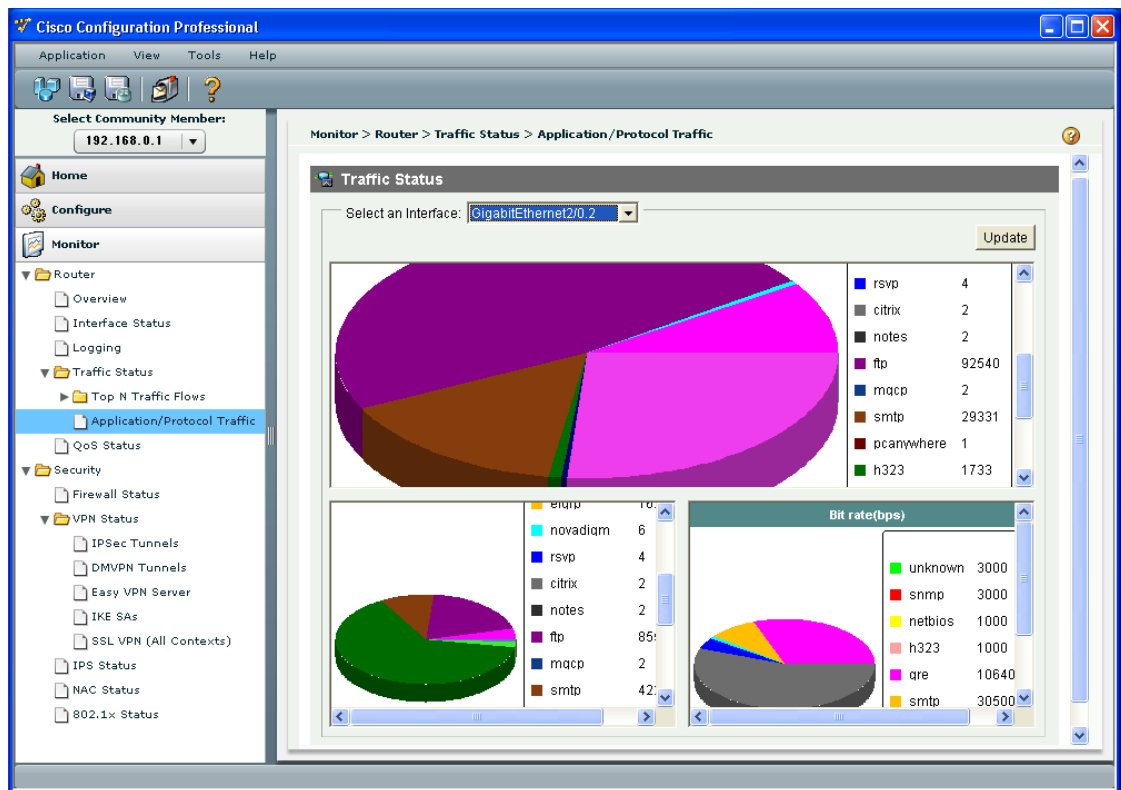 Cisco Configuration Professional
Application View Tools Help
Select Community Member:
192.168.0.1
Home
Configure
Monitor
Router
Overview
Interface Status
Logging
Traffic Status
Top N Traffic Flows
Application/Protocol Traffic
QoS Status
Security
Firewall Status
VPN Status
IPSec Tunnels
DMVPN Tunnels
Easy VPN Server
IKE SAs
SSL VPN (All Contexts)
IPS Status
NAC Status
802.1x Status
Monitor > Router > Traffic Status > Application/Protocol Traffic
Traffic Status
Select an Interface: GigabitEthernet2/0.2
Update
rsvp 4
citrix 2
notes 2
ftp 92540
mgcp 2
smtp 29331
pcanywhere 1
h323 1733
eigrp
novadigm 6
rsvp 4
citrix 2
notes 2
ftp
mgcp 2
smtp
Bit rate(bps)
unknown 3000
snmp 3000
netbios 1000
h323 1000
gre 10640
smtp 30500